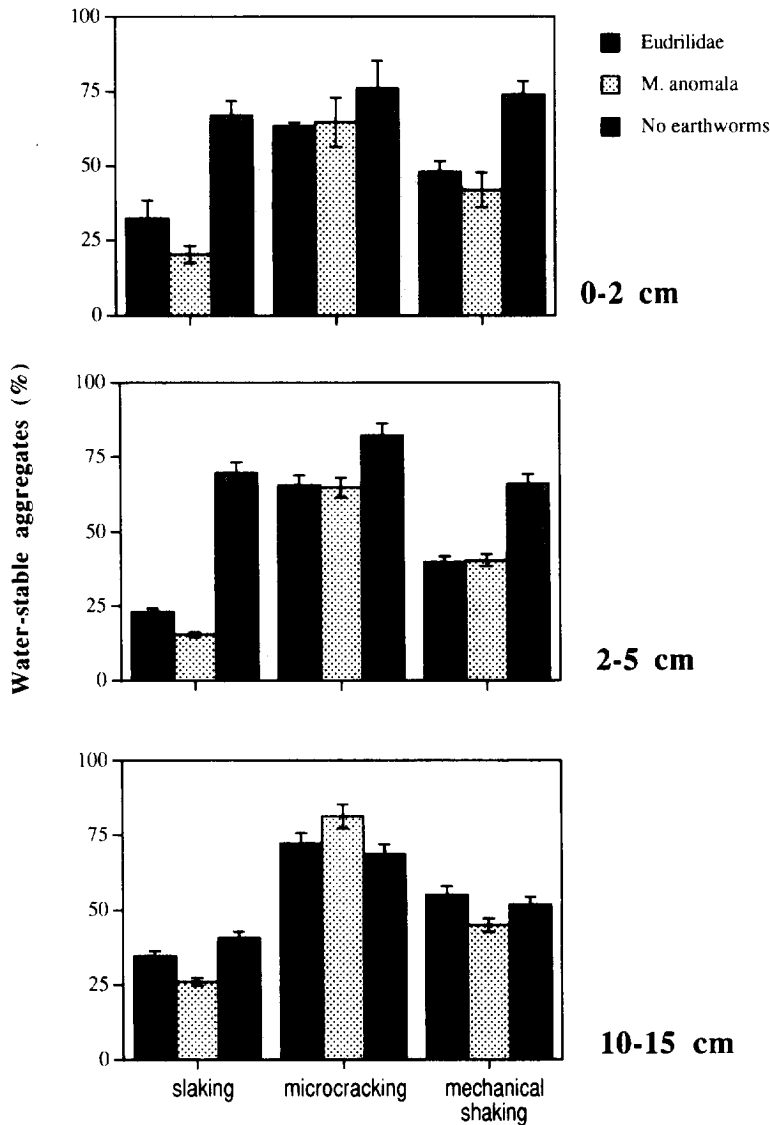 100
75
50
25
0
Eudrilidae
M. anomala
No earthworms
0-2 cm
Water-stable aggregates (%)
100
75
50
25
0
2-5 cm
100
75
50
25
0
10-15 cm
slaking
microcracking
mechanical
shaking